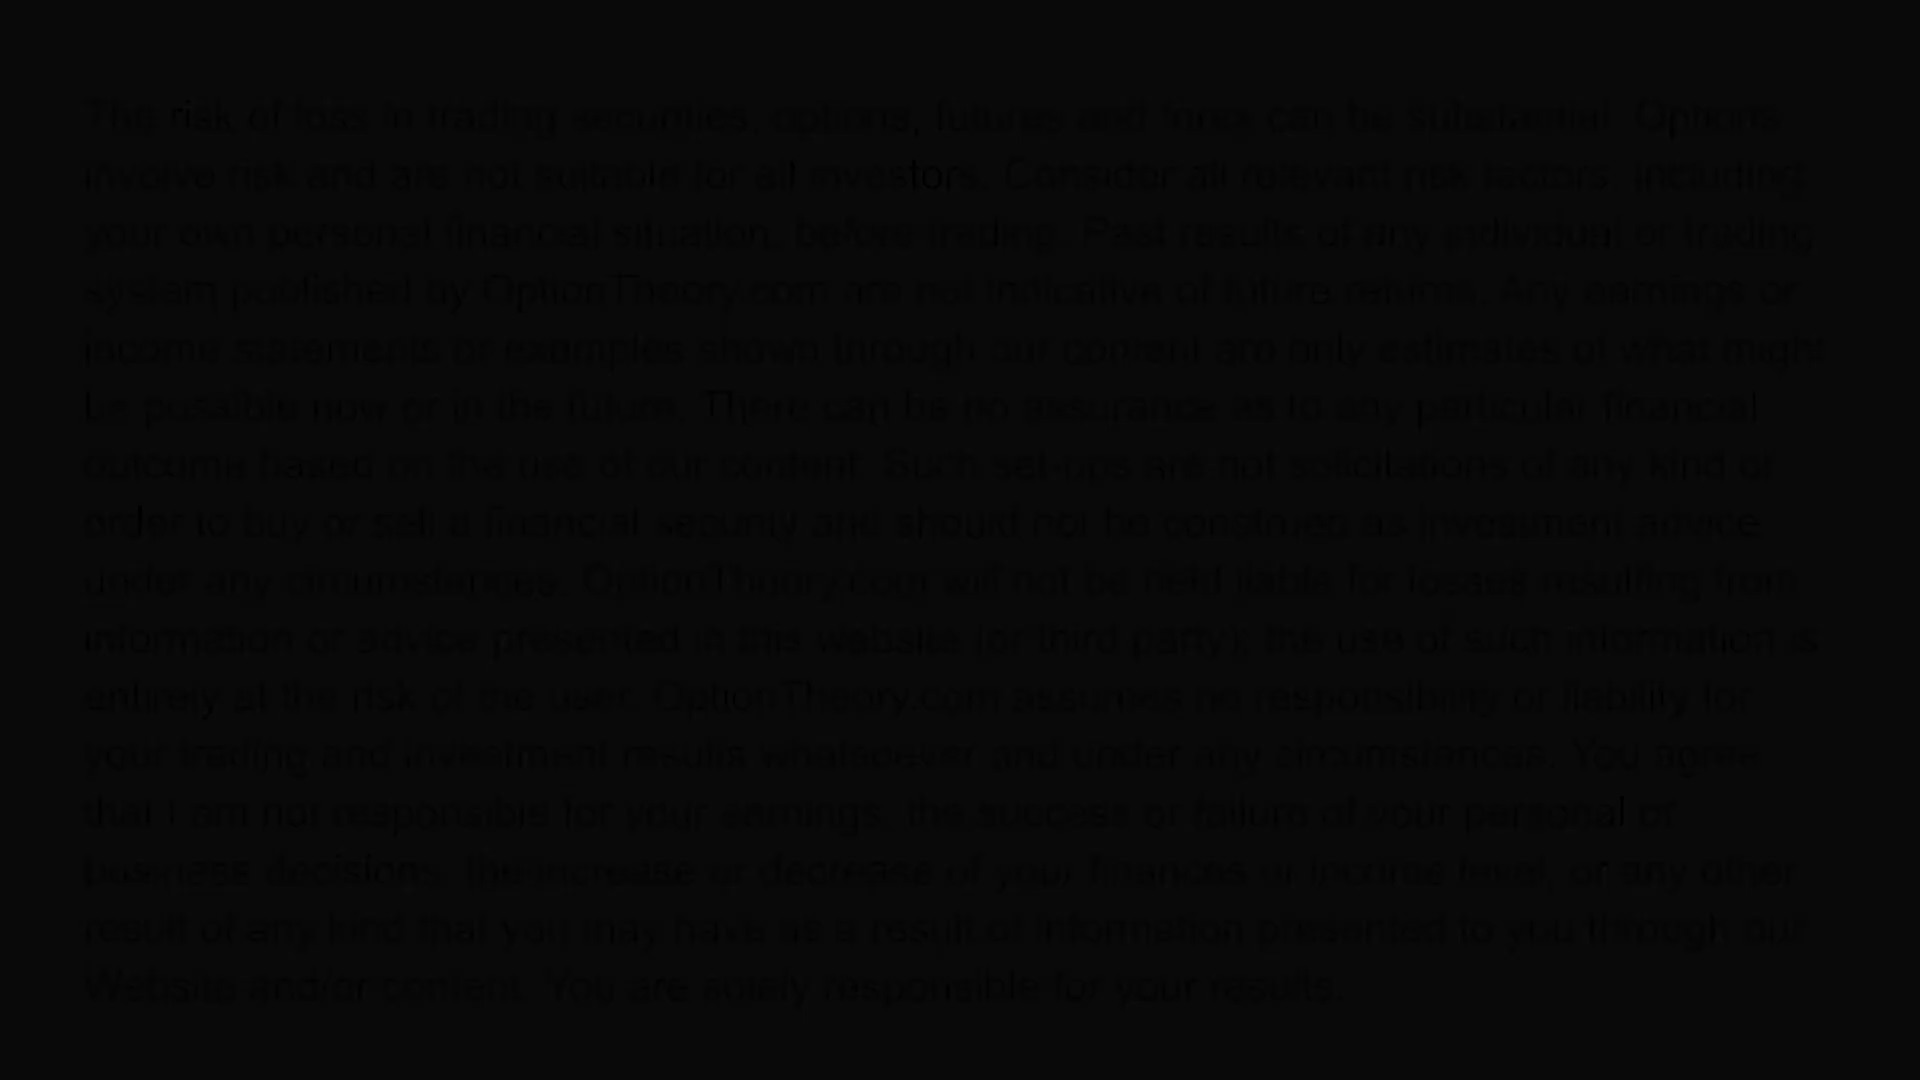 The risk of loss in trading securities, options, futures and forex can be substantial. Options
involve risk and are not suitable for all investors. Consider all relevant risk factors, including
your own personal financial situation, before trading. Past results of any individual or trading
system published by OptionTheory.com are not indicative of future returns. Any earnings or
income statements or examples shown through our content are only estimates of what might
be possible now or in the future. There can be no assurance as to any particular financial
outcome based on the use of our content. Such set-ups are not solicitations of any kind or
order to buy or sell a financial security and should not be construed as investment advice
under any circumstances. OptionTheory.com will not be held liable for losses resulting from
information or advice presented in this website (or third party); the use of such information is
entirely at the risk of the user. OptionTheory.com assumes no responsibility or liability for
your trading and investment results whatsoever and under any circumstances. You agree
that I am not responsible for your earnings, the success or failure of your personal or
business decisions, the increase or decrease of your finances or income level, or any other
result of any kind that you may have as a result of information presented to you through our
Website and/or content. You are solely responsible for your results.